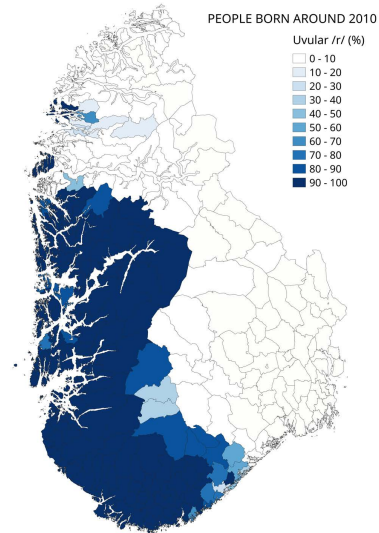 PEOPLE BORN AROUND 2010
Uvular /r/ (%)
0 - 10
10 - 20
20 - 30
30 - 40
40 - 50
50 - 60
60 - 70
70 - 80
80 - 90
90 - 100